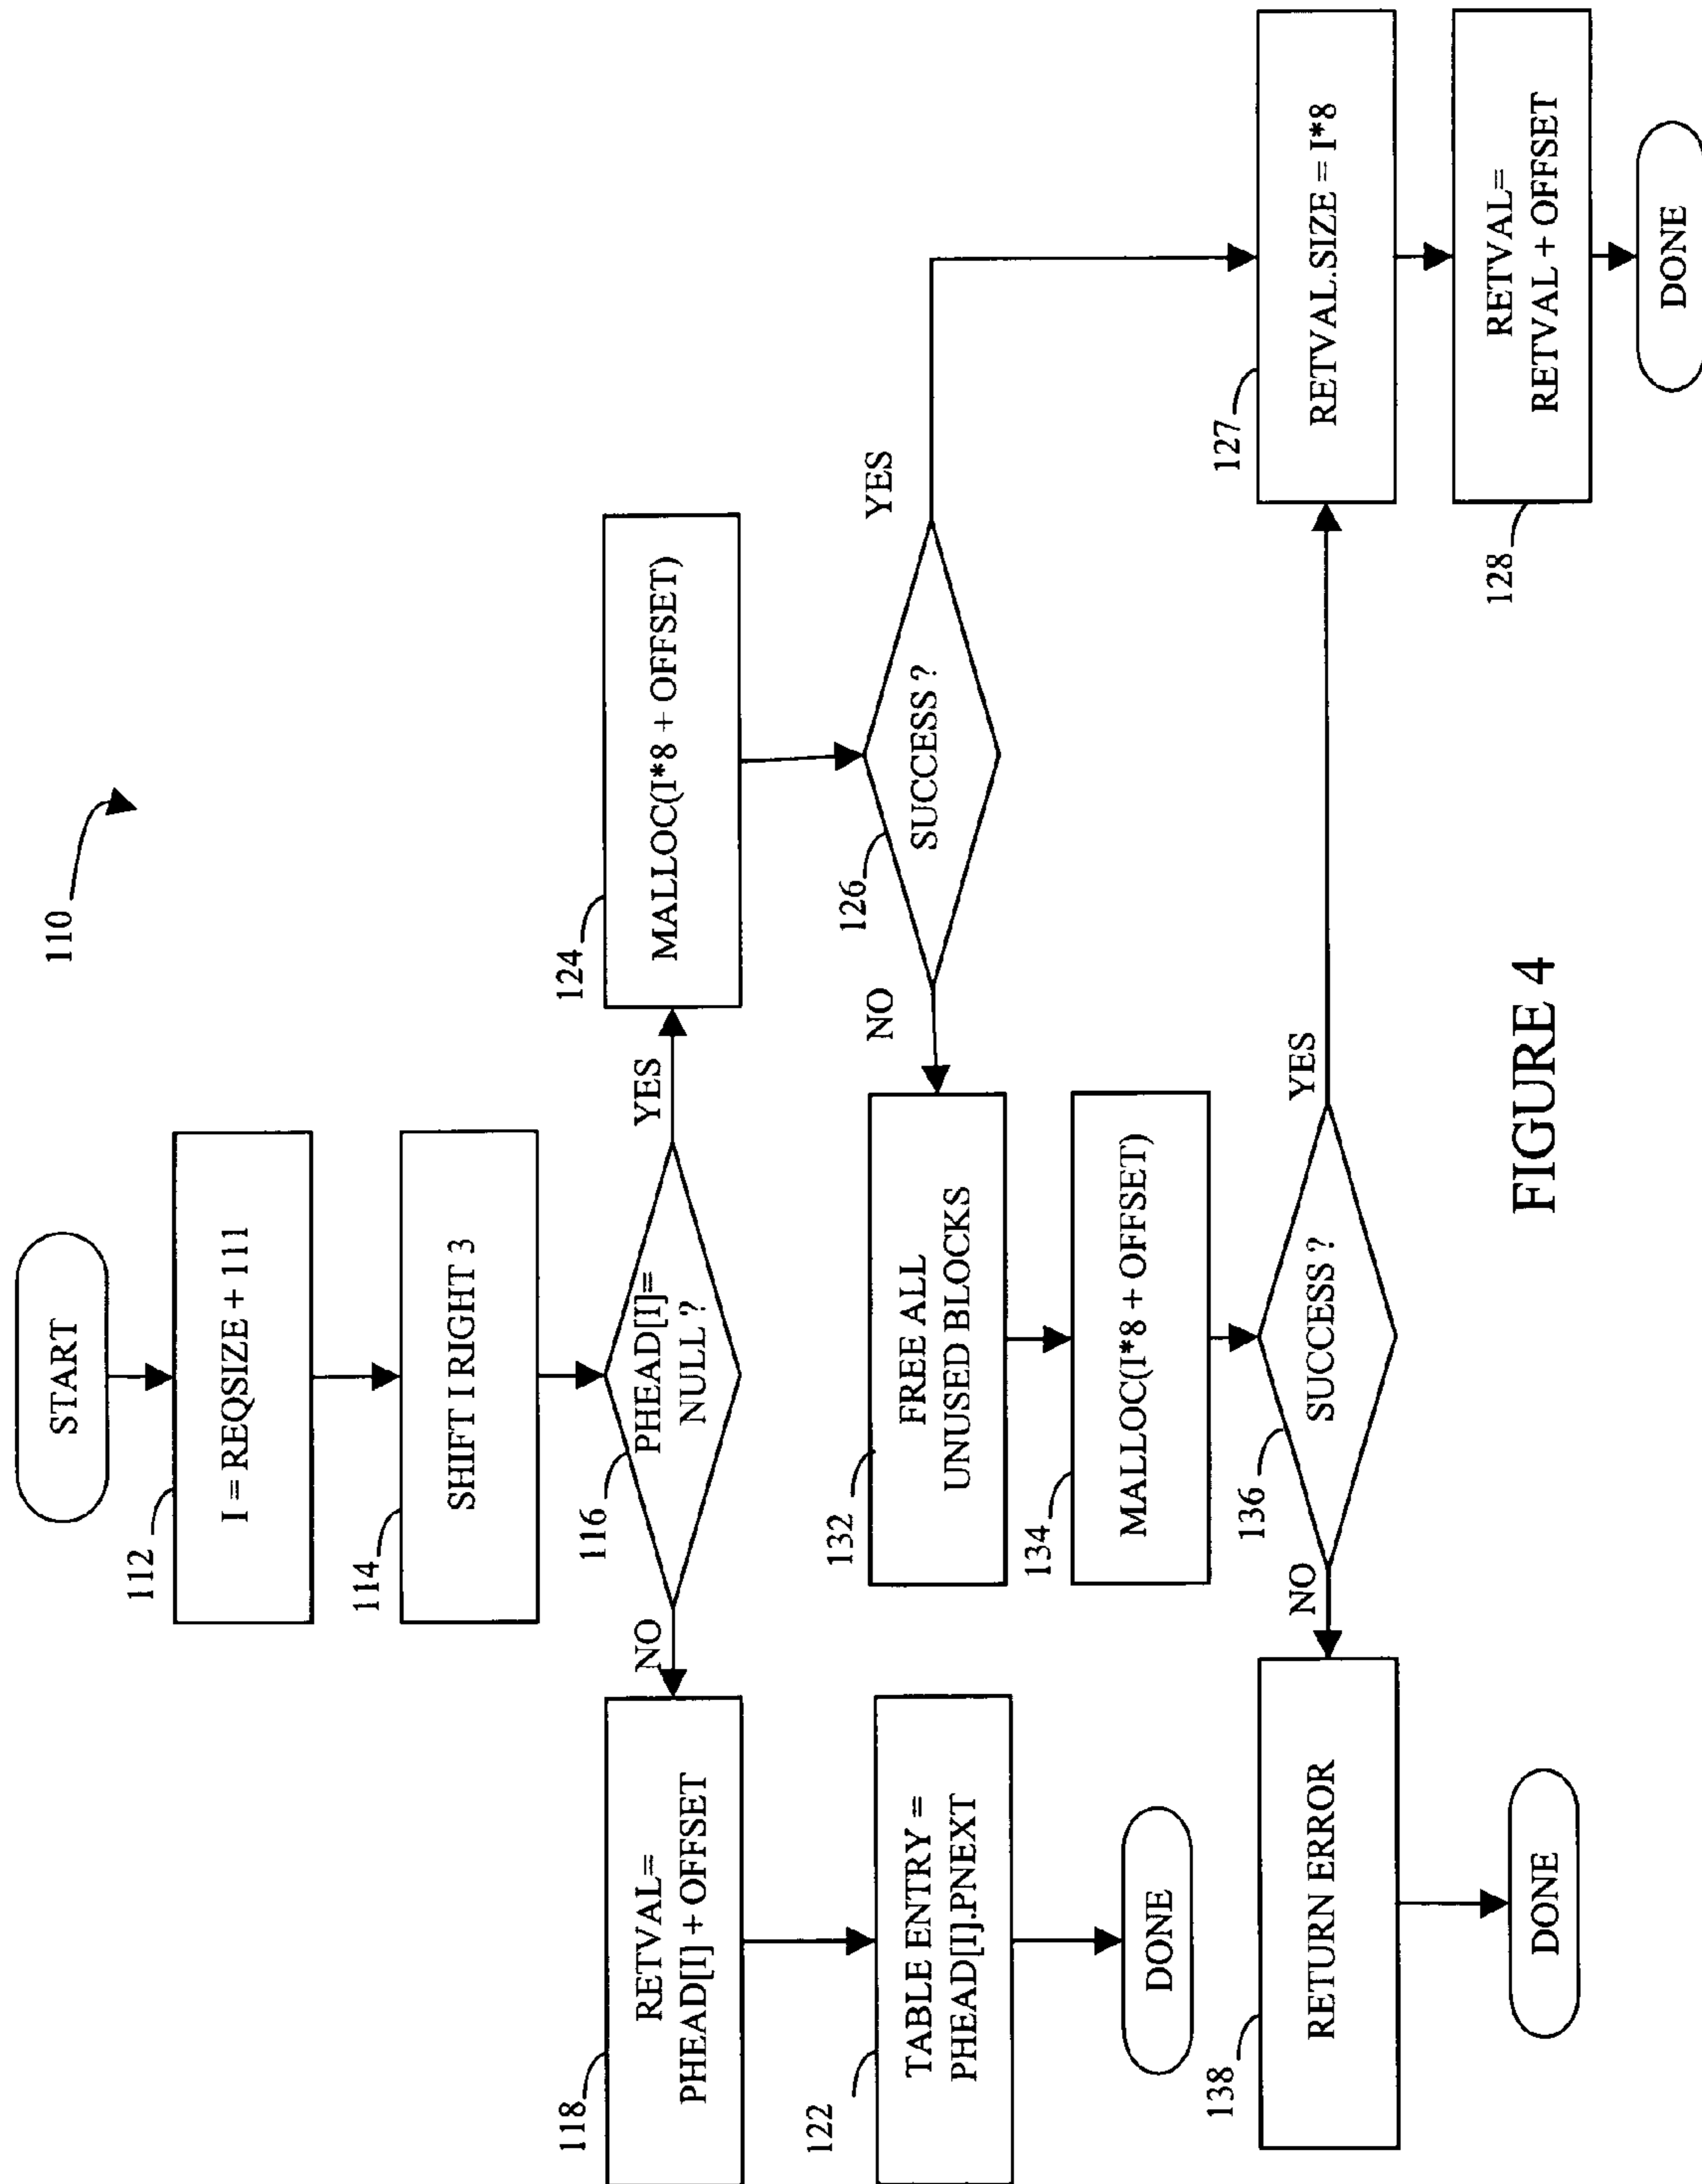 110
START
112
I = REQSIZE + 111
114
SHIFT I RIGHT 3
116
PHEAD[I]=
NULL ?
NO
YES
118
RETVAL=
PHEAD[I] + OFFSET
122
TABLE ENTRY =
PHEAD[I].PNEXT
DONE
124
MALLOC(I*8 + OFFSET)
126
SUCCESS ?
NO
YES
132
FREE ALL
UNUSED BLOCKS
134
MALLOC(I*8 + OFFSET)
136
SUCCESS ?
NO
YES
138
RETURN ERROR
DONE
127
RETVAL.SIZE = I*8
128
RETVAL=
RETVAL + OFFSET
DONE
FIGURE 4